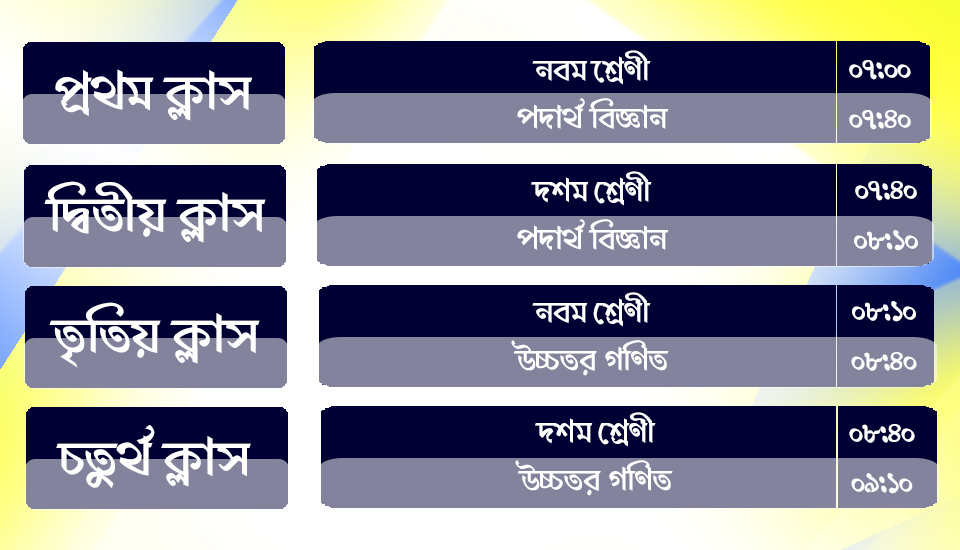 প্রথম ক্লাস
নবম শ্রেণী ০৭:০০
পদার্থ বিজ্ঞান ০৭:৪০
দ্বিতীয় ক্লাস
দশম শ্রেণী ০৭:৪০
পদার্থ বিজ্ঞান ০৮:১০
তৃতিয় ক্লাস
নবম শ্রেণী ০৮:১০
উচ্চতর গণিত ০৮:৪০
চতুর্থ ক্লাস
দশম শ্রেণী ০৮:৪০
উচ্চতর গণিত ০৯:১০